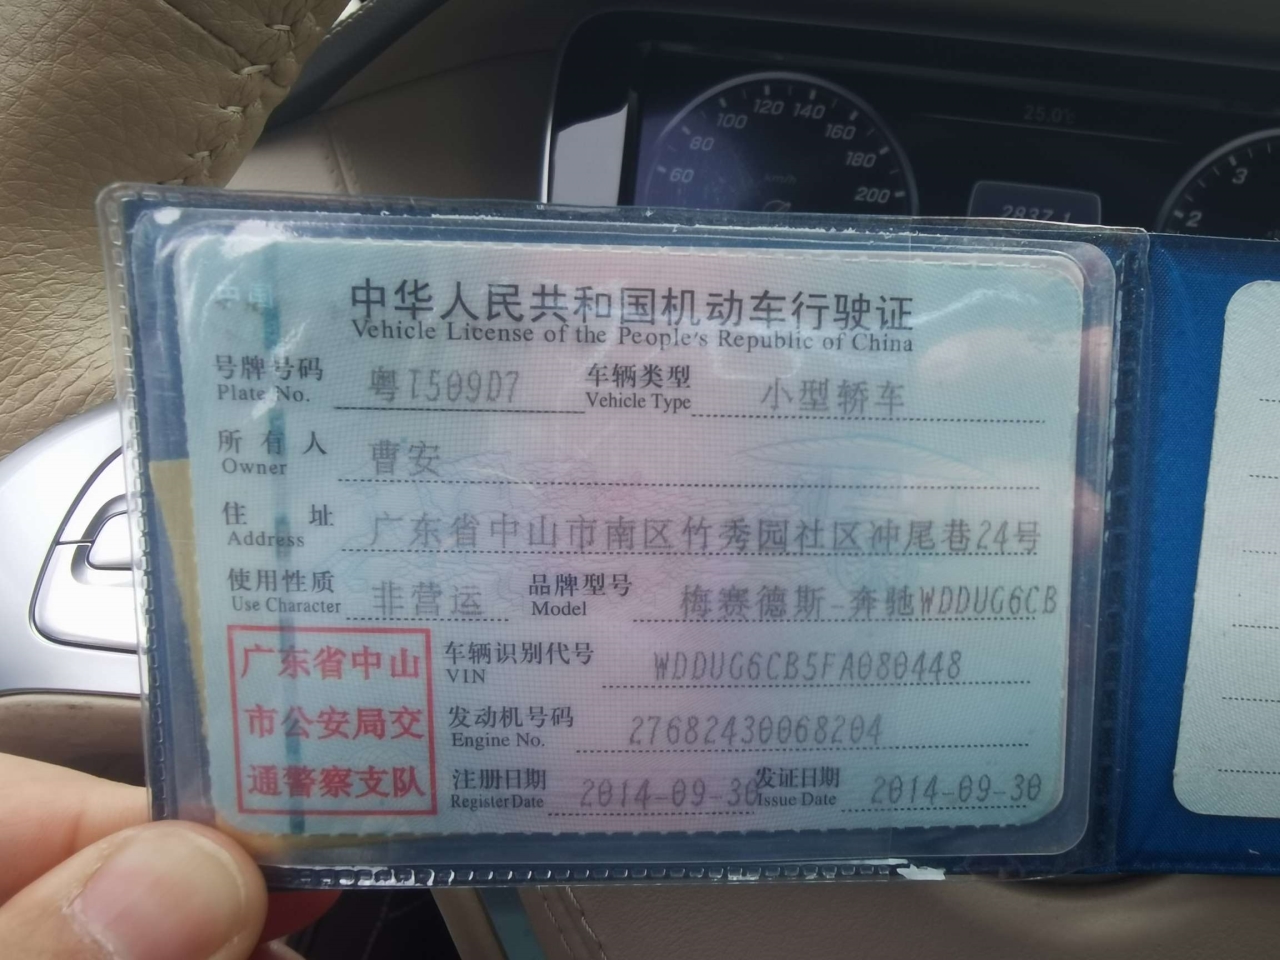 120 140
100 160
80 180
60 200
km/h
25.0℃
2837.1
3
2
中华人民共和国机动车行驶证
Vehicle License of the People's Republic of China
号牌号码 粤T509D7 车辆类型 小型轿车
Plate No. Vehicle Type
所有人 曹安
Owner
住址 广东省中山市南区竹秀园社区冲尾巷24号
Address
使用性质 非营运 品牌型号 梅赛德斯-奔驰WDDUG6CB
Use Character Model
广东省中山
市公安局交
通警察支队
车辆识别代号 WDDUG6CB5FA080448
VIN
发动机号码 27682430068204
Engine No.
注册日期 2014-09-30 发证日期 2014-09-30
Register Date Issue Date